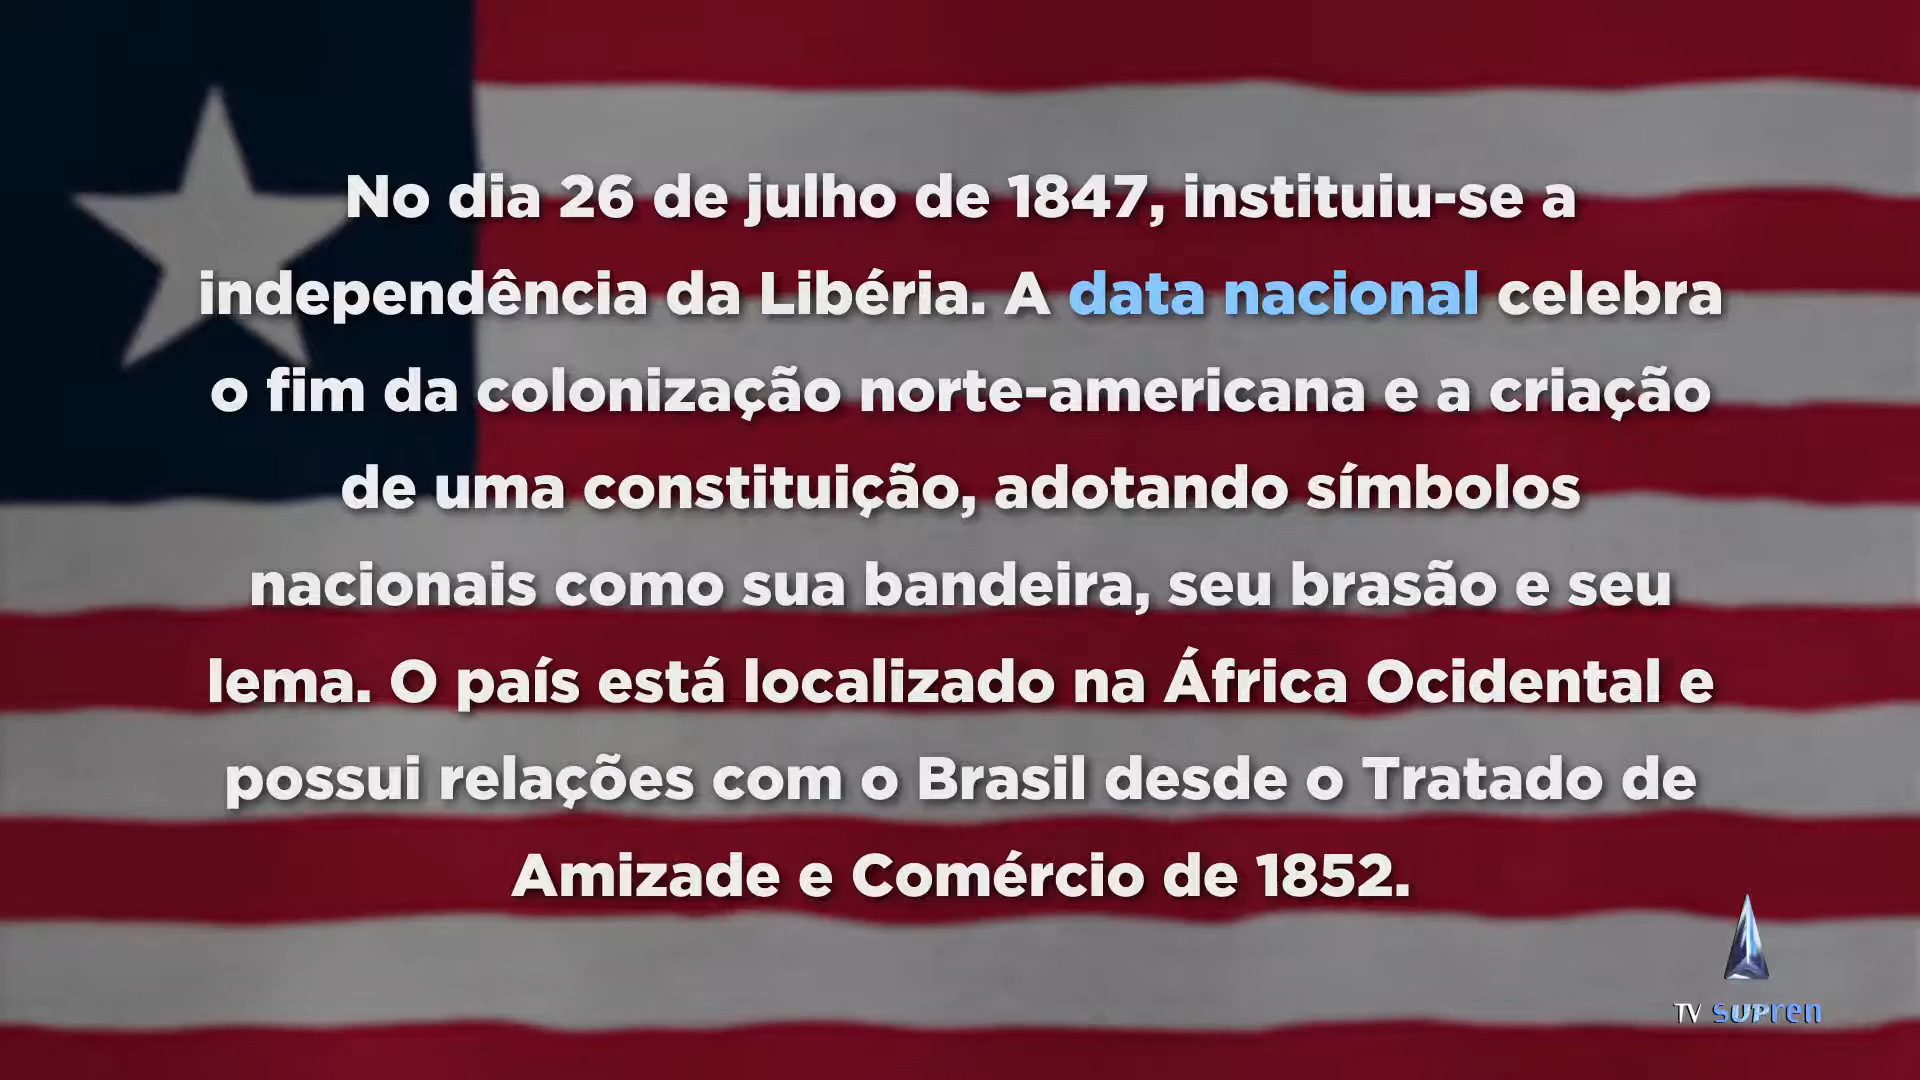 No dia 26 de julho de 1847, instituiu-se a
independência da Libéria. A data nacional celebra
o fim da colonização norte-americana e a criação
de uma constituição, adotando símbolos
nacionais como sua bandeira, seu brasão e seu
lema. O país está localizado na África Ocidental e
possui relações com o Brasil desde o Tratado de
Amizade e Comércio de 1852.
TV SUPren